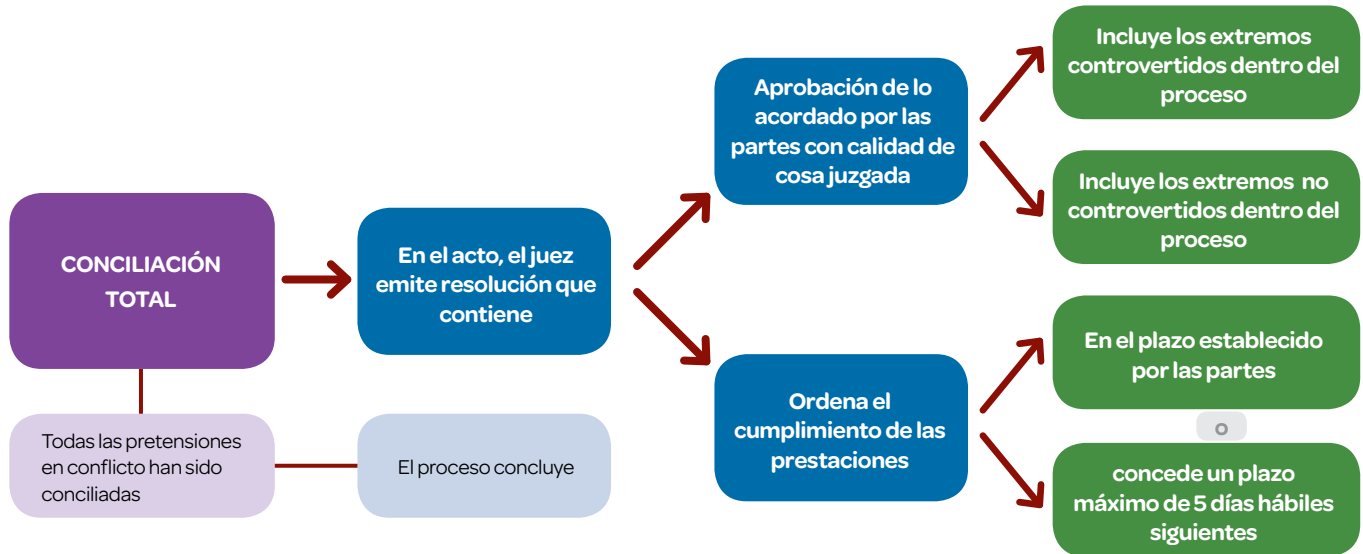 CONCILIACIÓN
TOTAL
Todas las pretensiones
en conflicto han sido
conciliadas
El proceso concluye
En el acto, el juez
emite resolución que
contiene
Aprobación de lo
acordado por las
partes con calidad de
cosa juzgada
Incluye los extremos
controvertidos dentro del
proceso
Incluye los extremos no
controvertidos dentro del
proceso
Ordena el
cumplimiento de las
prestaciones
En el plazo establecido
por las partes
o
concede un plazo
máximo de 5 días hábiles
siguientes